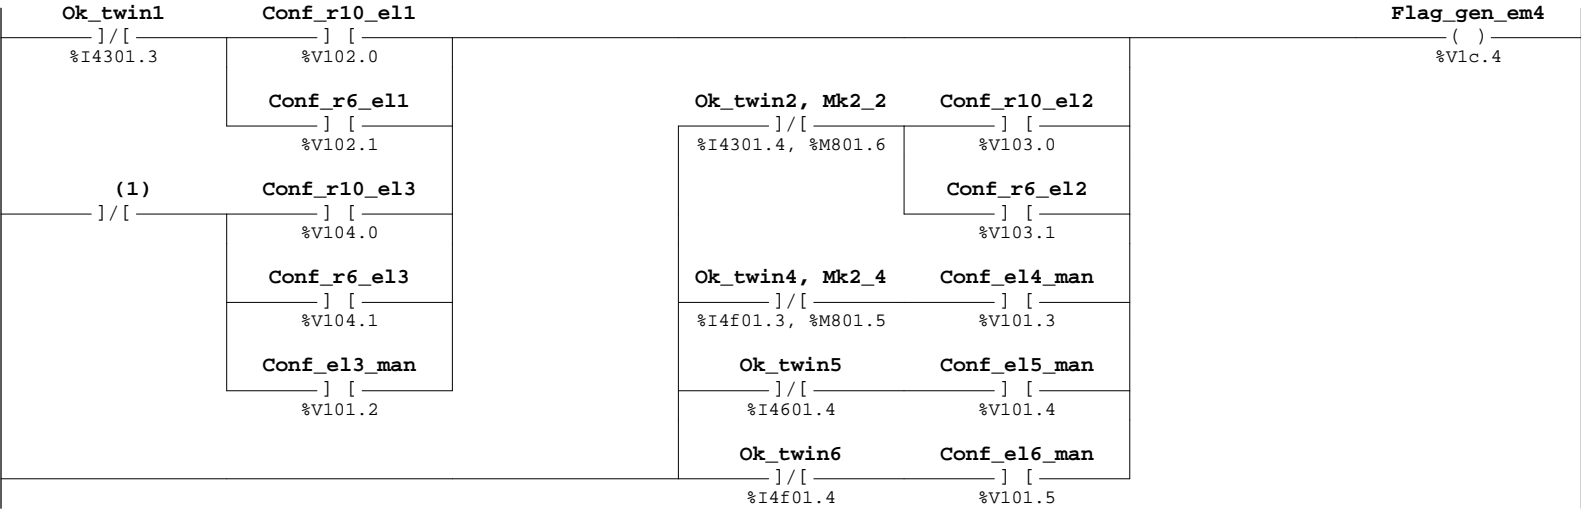 Ok_twin1 Conf_r10_el1 Flag_gen_em4
]/[ ] [ ( )
%I4301.3 %V102.0 %V1c.4
Conf_r6_el1 Ok_twin2, Mk2_2 Conf_r10_el2
] [ ]/[ ] [
%V102.1 %I4301.4, %M801.6 %V103.0
(1) Conf_r10_el3 Conf_r6_el2
]/[ ] [ ] [
%V104.0 %V103.1
Conf_r6_el3 Ok_twin4, Mk2_4 Conf_el4_man
] [ ]/[ ] [
%V104.1 %I4f01.3, %M801.5 %V101.3
Conf_el3_man Ok_twin5 Conf_el5_man
] [ ]/[ ] [
%V101.2 %I4601.4 %V101.4
Ok_twin6 Conf_el6_man
]/[ ] [
%I4f01.4 %V101.5